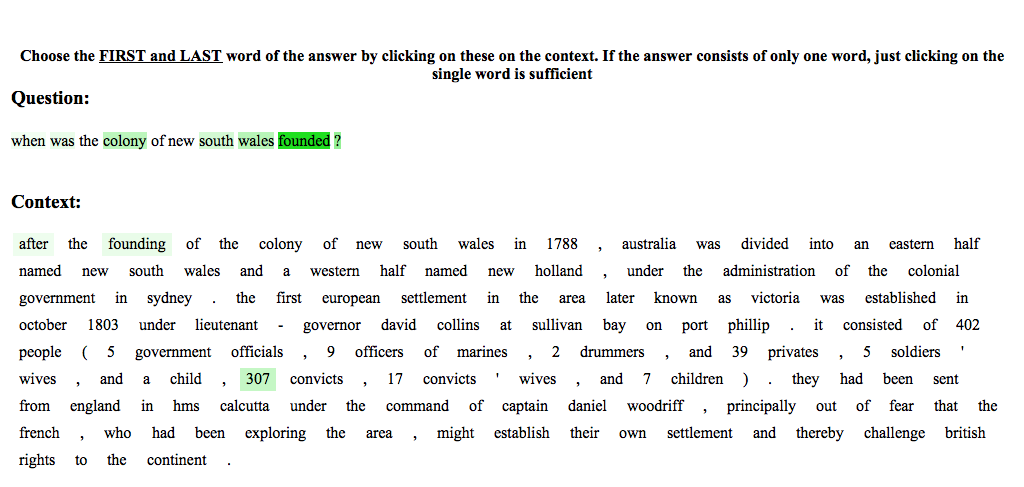 Choose the FIRST and LAST word of the answer by clicking on these on the context. If the answer consists of only one word, just clicking on the
single word is sufficient
Question:
when was the colony of new south wales founded ?
Context:
after the founding of the colony of new south wales in 1788 , australia was divided into an eastern half
named new south wales and a western half named new holland , under the administration of the colonial
government in sydney . the first european settlement in the area later known as victoria was established in
october 1803 under lieutenant - governor david collins at sullivan bay on port phillip . it consisted of 402
people ( 5 government officials , 9 officers of marines , 2 drummers , and 39 privates , 5 soldiers '
wives , and a child , 307 convicts , 17 convicts ' wives , and 7 children ) . they had been sent
from england in hms calcutta under the command of captain daniel woodriff , principally out of fear that the
french , who had been exploring the area , might establish their own settlement and thereby challenge british
rights to the continent .